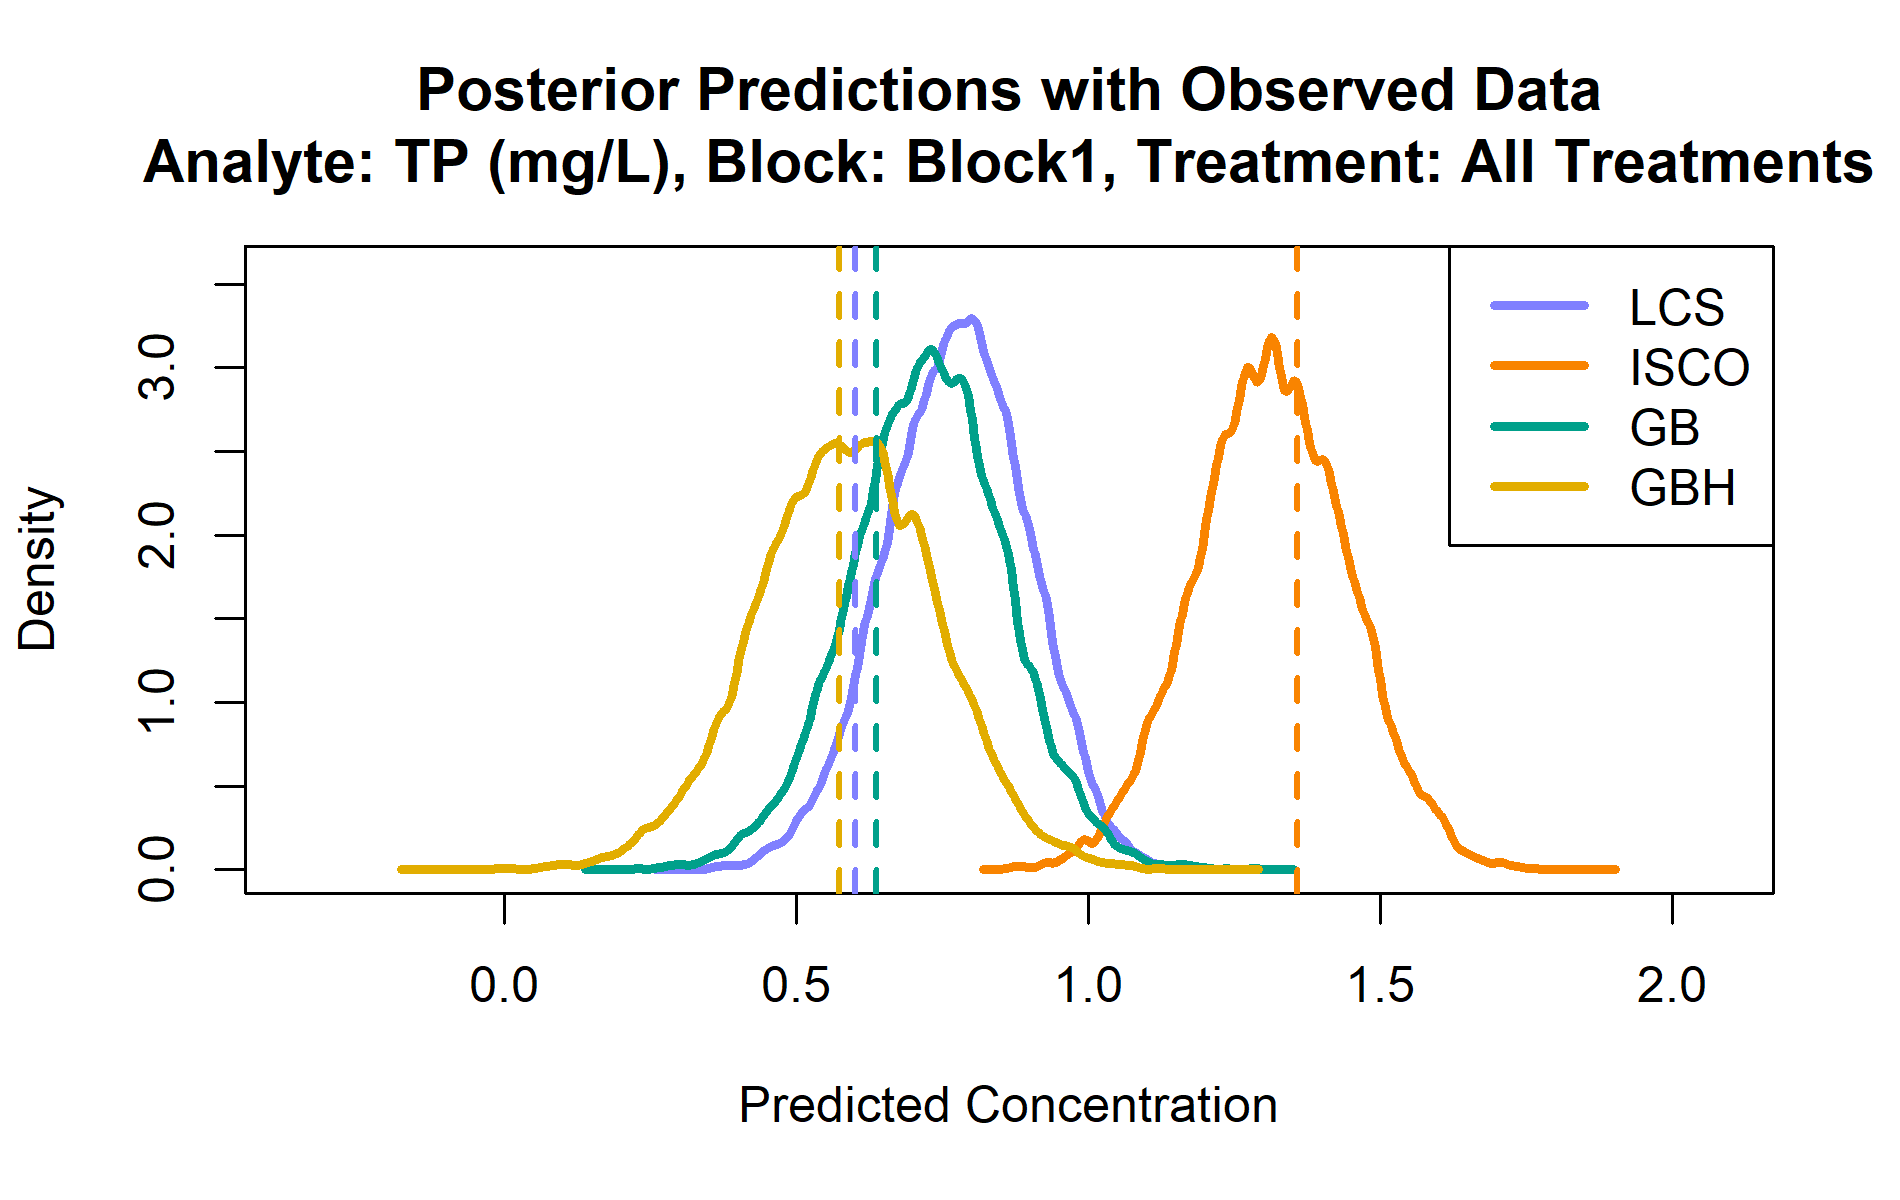 Posterior Predictions with Observed Data
Analyte: TP (mg/L), Block: Block1, Treatment: All Treatments
LCS
ISCO
GB
GBH
Density
3.0
2.0
1.0
0.0
0.0 0.5 1.0 1.5 2.0
Predicted Concentration